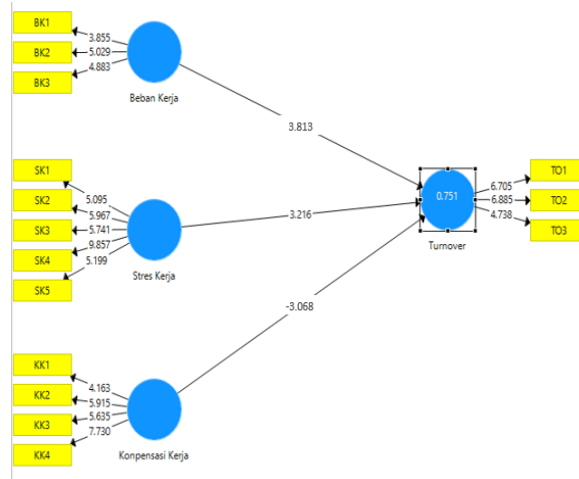 BK1
3.855
BK2
5.029
BK3
4.883
Beban Kerja
3.813
SK1
5.095
SK2
5.967
SK3
5.741
SK4
9.857
SK5
5.199
Stres Kerja
3.216
0.751
Turnover
6.705
TO1
6.885
TO2
4.738
TO3
-3.068
KK1
4.163
KK2
5.915
KK3
5.635
KK4
7.730
Konpensasi Kerja